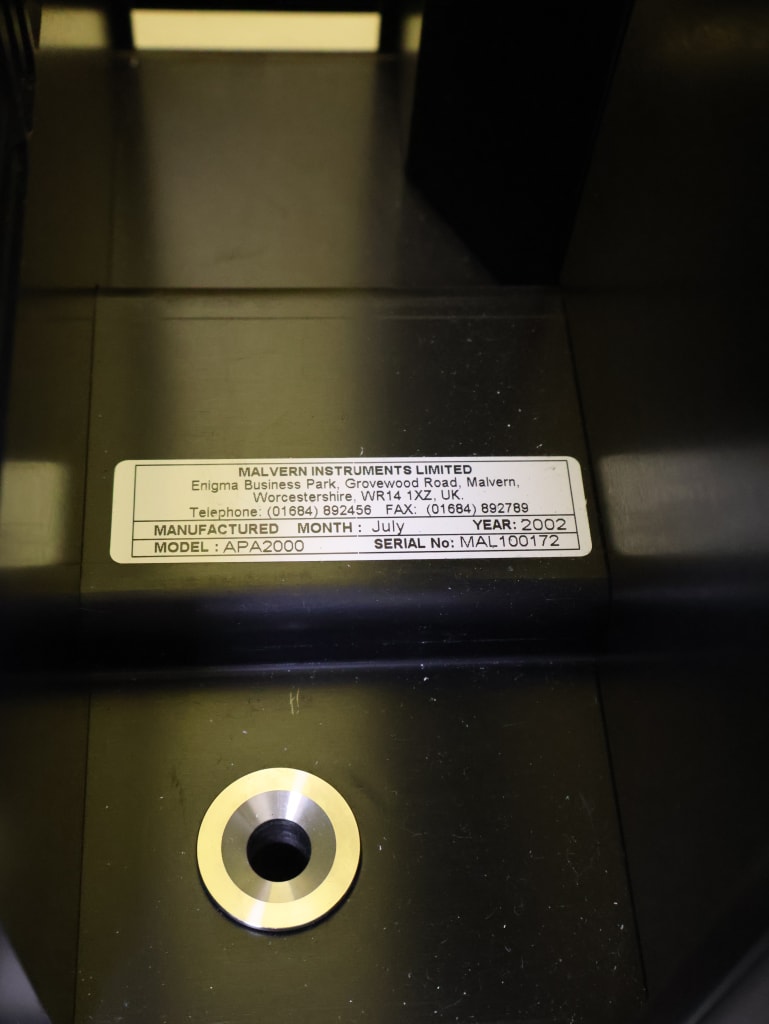 MALVERN INSTRUMENTS LIMITED
Enigma Business Park, Grovewood Road, Malvern,
Worcestershire, WR14 1XZ, UK.
Telephone: (01684) 892456 FAX: (01684) 892789
MANUFACTURED MONTH : July YEAR: 2002
MODEL : APA2000 SERIAL No: MAL100172